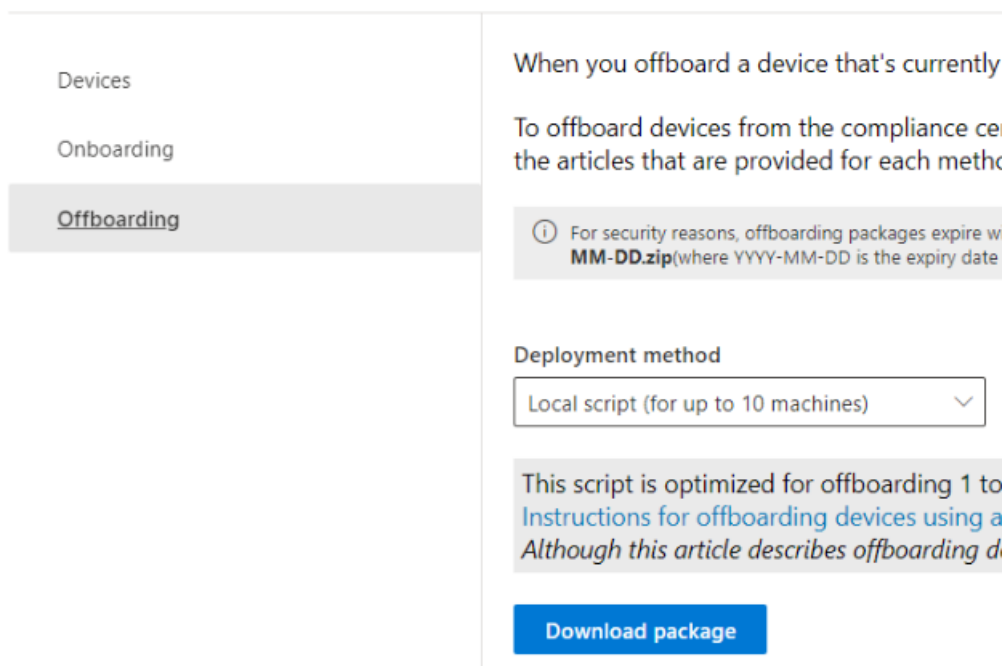 Devices
Onboarding
Offboarding
When you offboard a device that's currently
To offboard devices from the compliance
the articles that are provided for each
For security reasons, offboarding packages expire
MM-DD.zip(where YYYY-MM-DD is the expiry date
Deployment method
Local script (for up to 10 machines)
This script is optimized for offboarding 1 to
Instructions for offboarding devices using a
Although this article describes offboarding
Download package